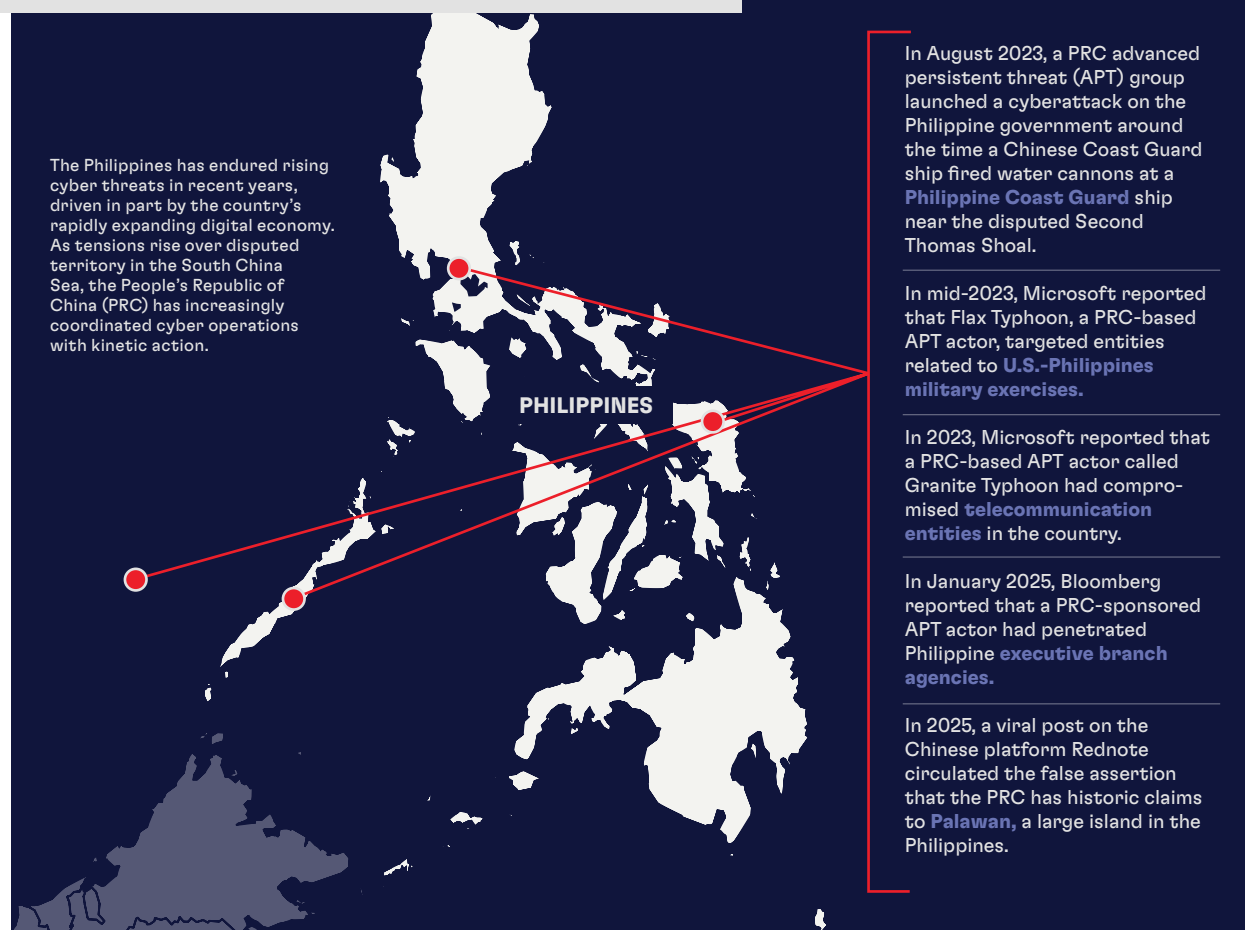 The Philippines has endured rising
cyber threats in recent years,
driven in part by the country’s
rapidly expanding digital economy.
As tensions rise over disputed
territory in the South China
Sea, the People’s Republic of
China (PRC) has increasingly
coordinated cyber operations
with kinetic action.
PHILIPPINES
In August 2023, a PRC advanced
persistent threat (APT) group
launched a cyberattack on the
Philippine government around
the time a Chinese Coast Guard
ship fired water cannons at a
Philippine Coast Guard ship
near the disputed Second
Thomas Shoal.
In mid-2023, Microsoft reported
that Flax Typhoon, a PRC-based
APT actor, targeted entities
related to U.S.-Philippines
military exercises.
In 2023, Microsoft reported that
a PRC-based APT actor called
Granite Typhoon had compro-
mised telecommunication
entities in the country.
In January 2025, Bloomberg
reported that a PRC-sponsored
APT actor had penetrated
Philippine executive branch
agencies.
In 2025, a viral post on the
Chinese platform Rednote
circulated the false assertion
that the PRC has historic claims
to Palawan, a large island in the
Philippines.